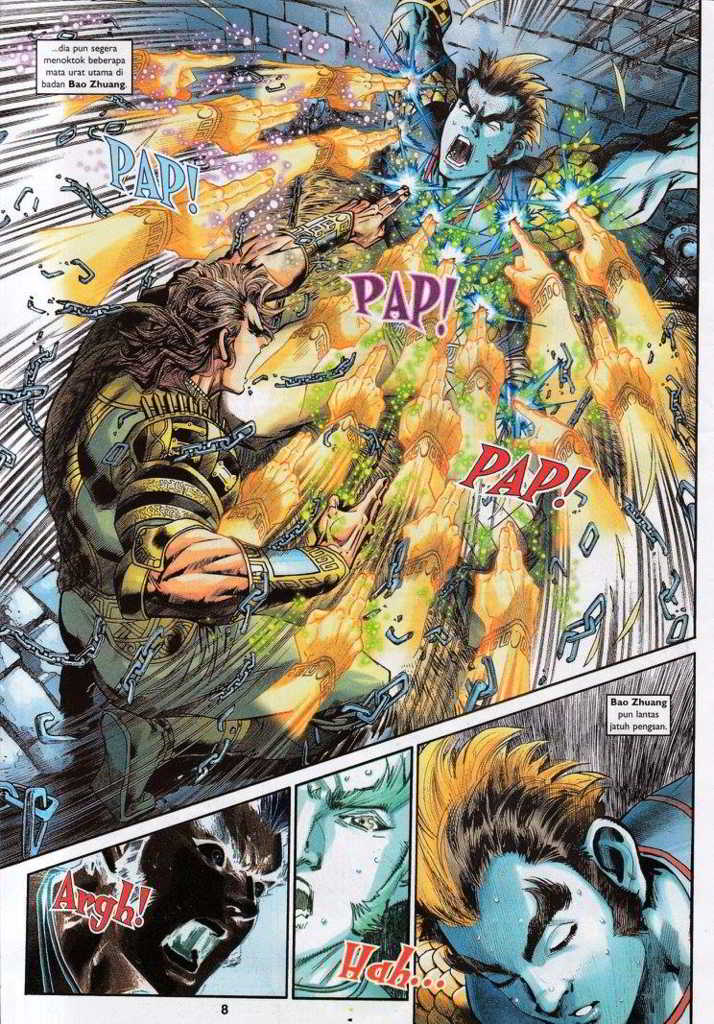 ...dia pun segera
menoktok beberapa
mata urat utama di
badan Bao Zhuang.
PAP!
PAP!
PAP!
Bao Zhuang
pun lantas
jatuh pengsan.
Argh!
Hah...
8